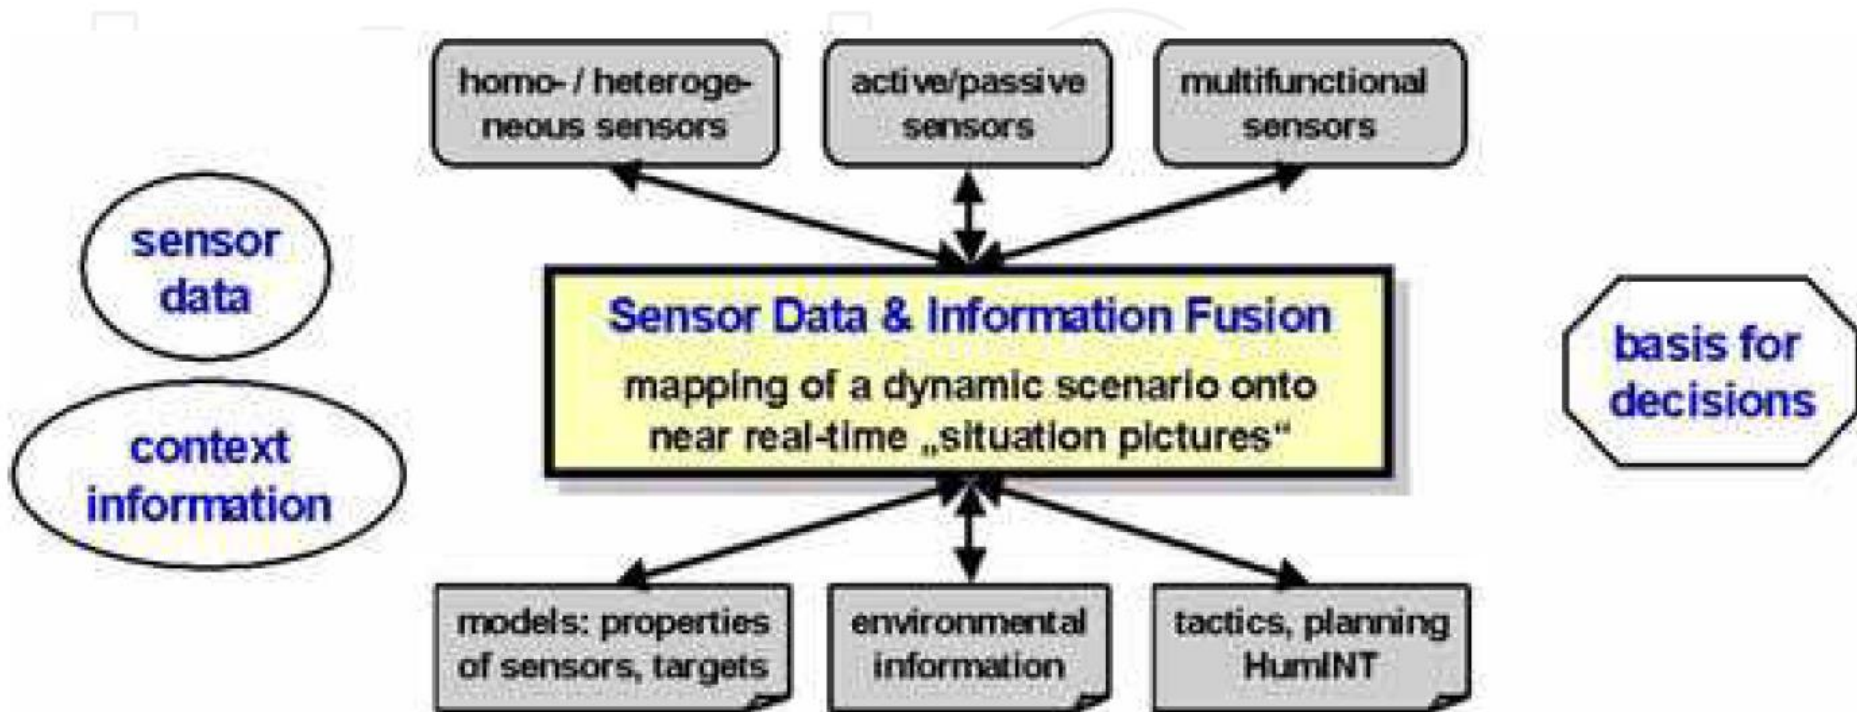 homo- / heteroge-
neous sensors
active/passive
sensors
multifunctional
sensors
sensor
data
context
information
Sensor Data & Information Fusion
mapping of a dynamic scenario onto
near real-time „situation pictures“
basis for
decisions
models: properties
of sensors, targets
environmental
information
tactics, planning
HumINT